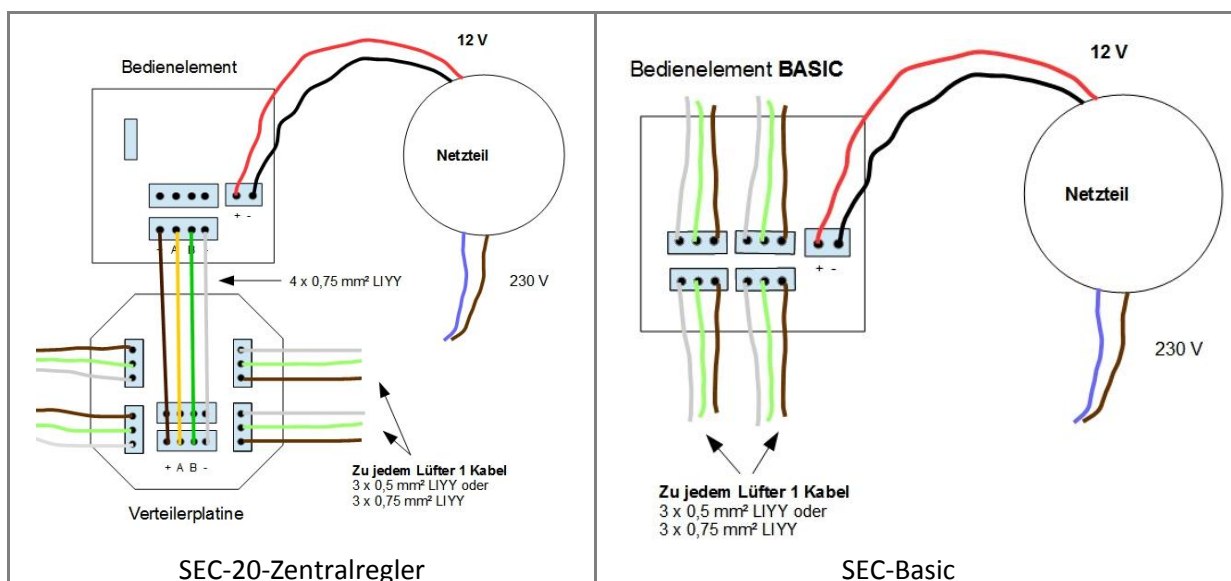 12 V
Bedienelement
Netzteil
+ -
+ A B -
4 x 0,75 mm² LIYY
230 V
+ A B -
Zu jedem Lüfter 1 Kabel
3 x 0,5 mm² LIYY oder
3 x 0,75 mm² LIYY
Verteilerplatine
SEC-20-Zentralregler
12 V
Bedienelement BASIC
Netzteil
+ -
230 V
Zu jedem Lüfter 1 Kabel
3 x 0,5 mm² LIYY oder
3 x 0,75 mm² LIYY
SEC-Basic